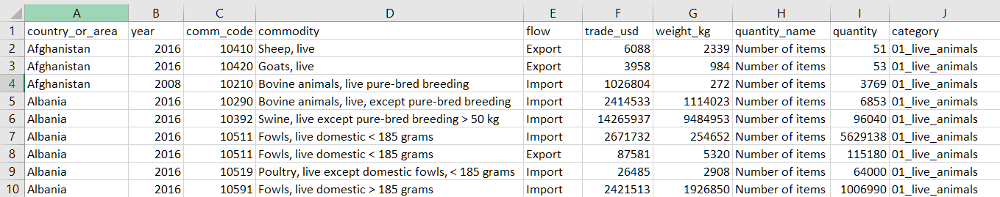 A B C D E F G H I J
1 country_or_area year comm_code commodity flow trade_usd weight_kg quantity_name quantity category
2 Afghanistan 2016 10410 Sheep, live Export 6088 2339 Number of items 51 01_live_animals
3 Afghanistan 2016 10420 Goats, live Export 3958 984 Number of items 53 01_live_animals
4 Afghanistan 2008 10210 Bovine animals, live pure-bred breeding Import 1026804 272 Number of items 3769 01_live_animals
5 Albania 2016 10290 Bovine animals, live, except pure-bred breeding Import 2414533 1114023 Number of items 6853 01_live_animals
6 Albania 2016 10392 Swine, live except pure-bred breeding > 50 kg Import 14265937 9484953 Number of items 96040 01_live_animals
7 Albania 2016 10511 Fowls, live domestic < 185 grams Import 2671732 254652 Number of items 5629138 01_live_animals
8 Albania 2016 10511 Fowls, live domestic < 185 grams Export 87581 5320 Number of items 115180 01_live_animals
9 Albania 2016 10519 Poultry, live except domestic fowls, < 185 grams Import 26485 2908 Number of items 64000 01_live_animals
10 Albania 2016 10591 Fowls, live domestic > 185 grams Import 2421513 1926850 Number of items 1006990 01_live_animals